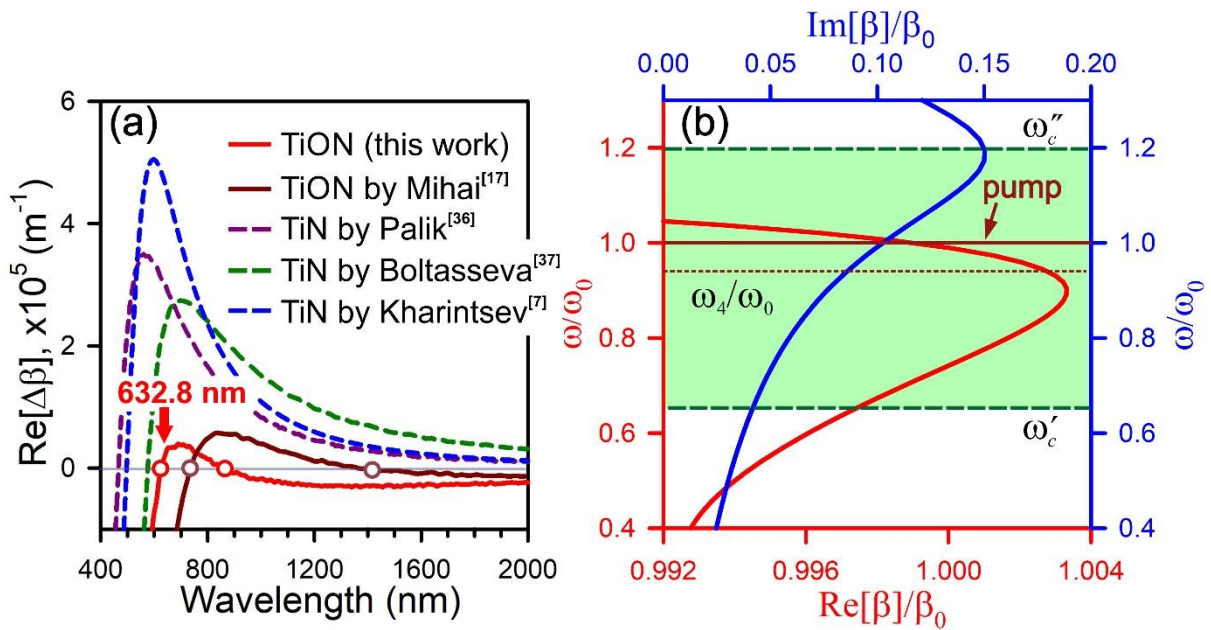 (a)
Re[Δβ], x10⁵ (m⁻¹)
6
4
2
0
TiON (this work)
TiON by Mihai[17]
TiN by Palik[36]
TiN by Boltasseva[37]
TiN by Kharintsev[7]
632.8 nm
400 800 1200 1600 2000
Wavelength (nm)
Im[β]/β₀
0.00 0.05 0.10 0.15 0.20
(b)
ω/ω₀
1.2
1.0
0.8
0.6
0.4
ω″c
pump
ω₄/ω₀
ω′c
1.2
1.0
0.8
0.6
0.4
ω/ω₀
0.992 0.996 1.000 1.004
Re[β]/β₀